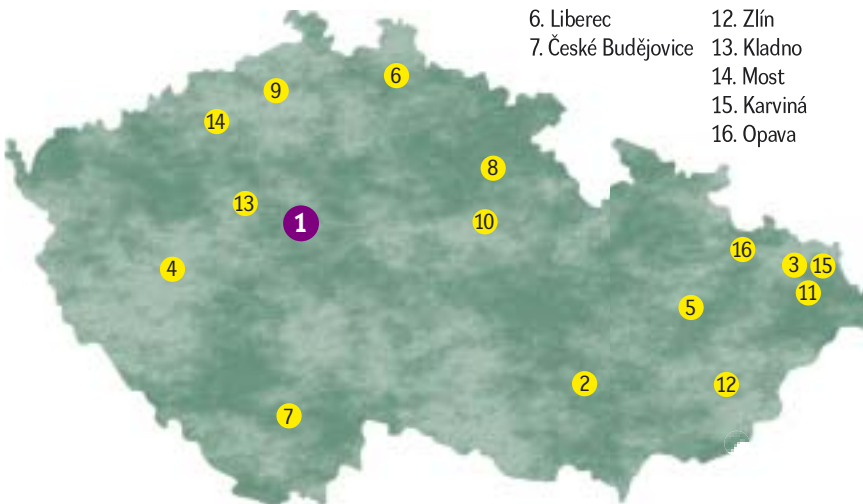 6. Liberec
7. České Budějovice
12. Zlín
13. Kladno
14. Most
15. Karviná
16. Opava
6
9
14
8
13
1
10
16
4
3
15
11
5
2
12
7